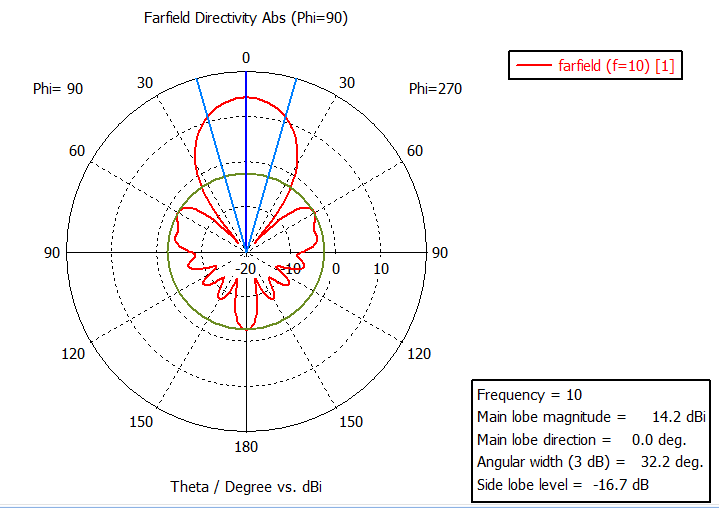 Farfield Directivity Abs (Phi=90)
farfield (f=10) [1]
Phi= 90
30
0
30
Phi=270
60
60
90
-20
-10
0
10
90
120
120
150
150
180
Theta / Degree vs. dBi
Frequency = 10
Main lobe magnitude = 14.2 dBi
Main lobe direction = 0.0 deg.
Angular width (3 dB) = 32.2 deg.
Side lobe level = -16.7 dB